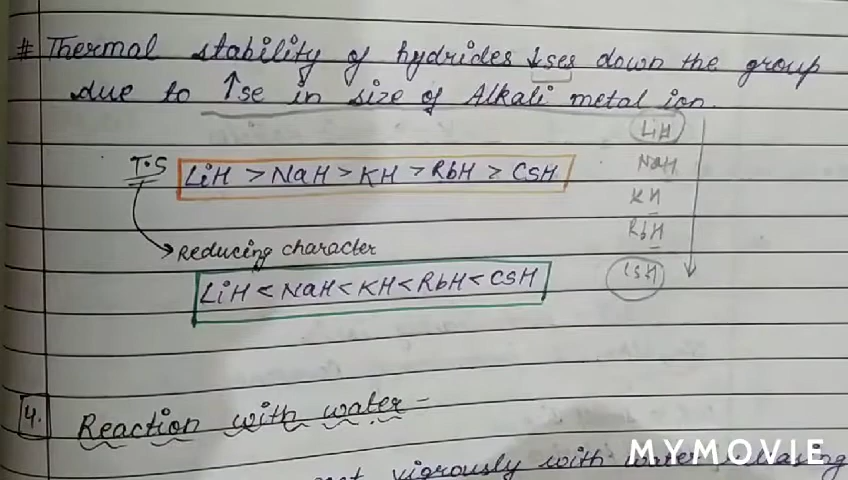 # Thermal stability of hydrides ↓ses down the group
due to ↑se in size of Alkali metal ion.
LiH
NaH
KH
RbH
CSH
T.S LiH > NaH > KH > RbH > CSH
Reducing character
LiH < NaH < KH < RbH < CSH
4. Reaction with water -
vigrously with water
MYMOVIE